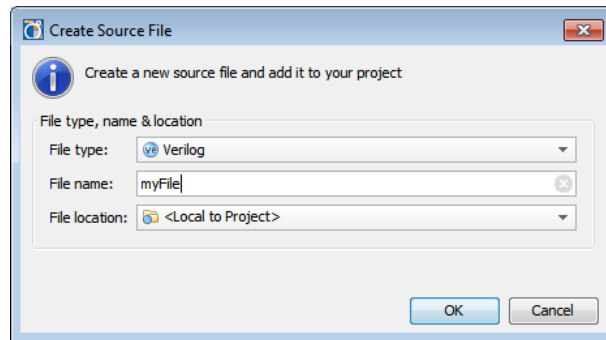 Create Source File
Create a new source file and add it to your project
File type, name & location
File type: Verilog
File name: myFile
File location: <Local to Project>
OK Cancel